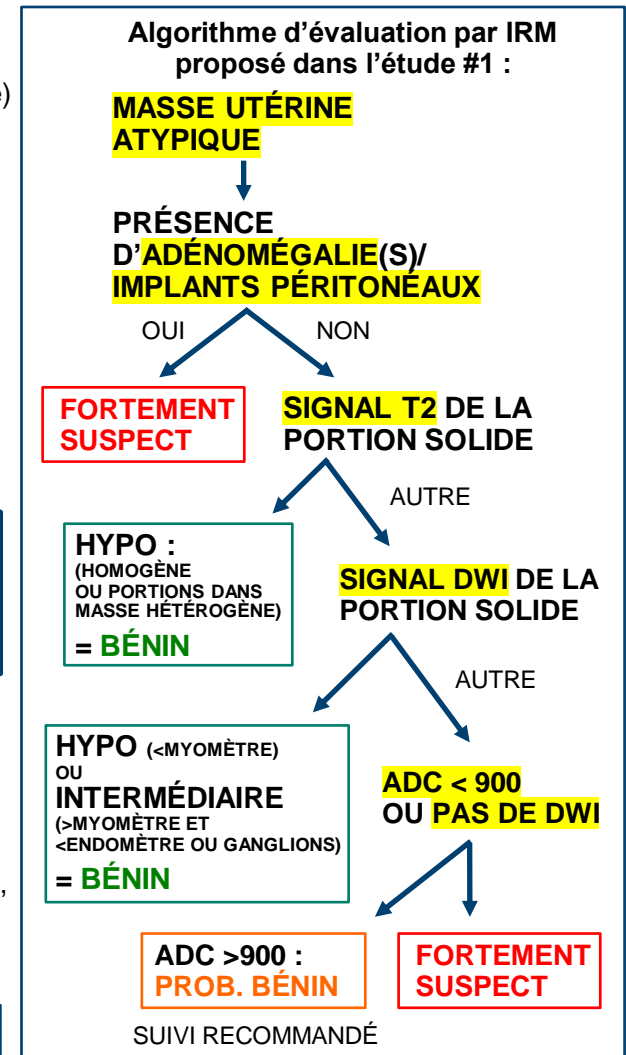 Algorithme d'évaluation par IRM
proposé dans l'étude #1 :
MASSE UTÉRINE
ATYPIQUE
PRÉSENCE
D'ADÉNOMÉGALIE(S)/
IMPLANTS PÉRITONÉAUX
OUI
NON
FORTEMENT
SUSPECT
SIGNAL T2 DE LA
PORTION SOLIDE
AUTRE
HYPO :
(HOMOGÈNE
OU PORTIONS DANS
MASSE HÉTÉROGÈNE)
= BÉNIN
SIGNAL DWI DE LA
PORTION SOLIDE
AUTRE
HYPO (<MYOMÈTRE)
OU
INTERMÉDIAIRE
(>MYOMÈTRE ET
<ENDOMÈTRE OU GANGLIONS)
= BÉNIN
ADC < 900
OU PAS DE DWI
ADC >900 :
PROB. BÉNIN
FORTEMENT
SUSPECT
SUIVI RECOMMANDÉ